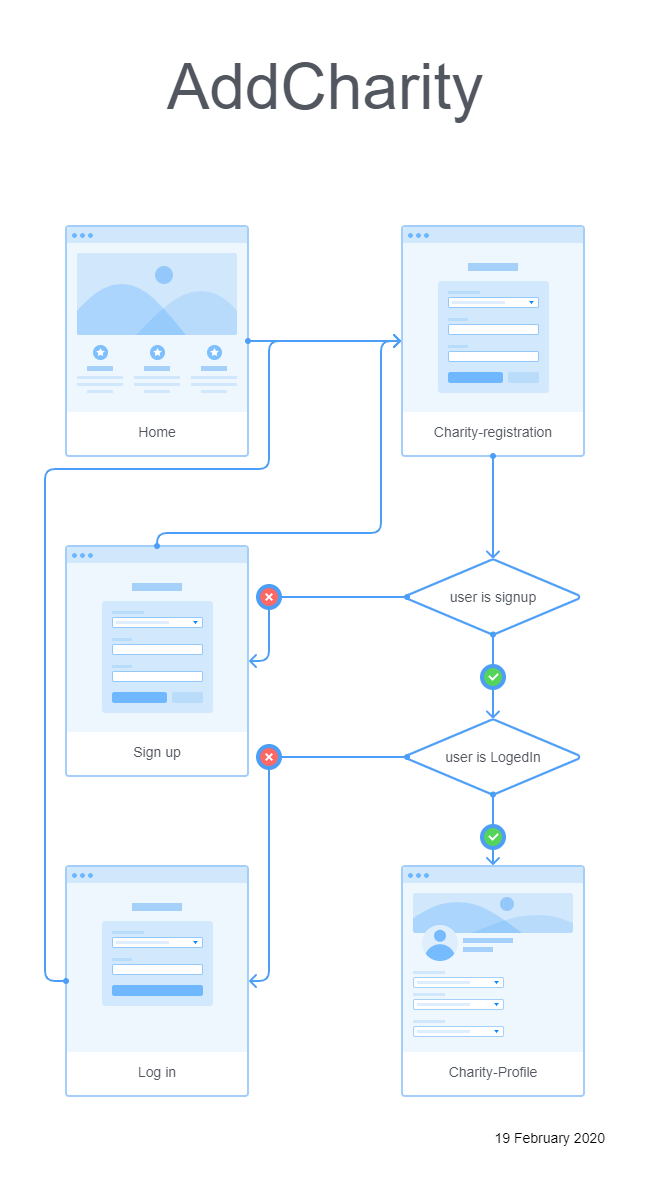 AddCharity
Home
Charity-registration
user is signup
Sign up
user is LogedIn
Log in
Charity-Profile
19 February 2020